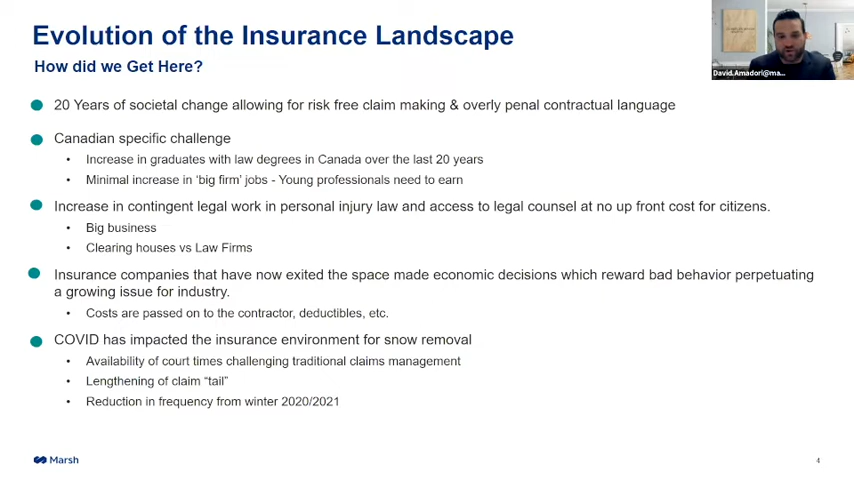 Evolution of the Insurance Landscape
How did we Get Here?
David.Amadori@ma...
20 Years of societal change allowing for risk free claim making & overly penal contractual language
Canadian specific challenge
Increase in graduates with law degrees in Canada over the last 20 years
Minimal increase in ‘big firm’ jobs - Young professionals need to earn
Increase in contingent legal work in personal injury law and access to legal counsel at no up front cost for citizens.
Big business
Clearing houses vs Law Firms
Insurance companies that have now exited the space made economic decisions which reward bad behavior perpetuating
a growing issue for industry.
Costs are passed on to the contractor, deductibles, etc.
COVID has impacted the insurance environment for snow removal
Availability of court times challenging traditional claims management
Lengthening of claim “tail”
Reduction in frequency from winter 2020/2021
Marsh
4